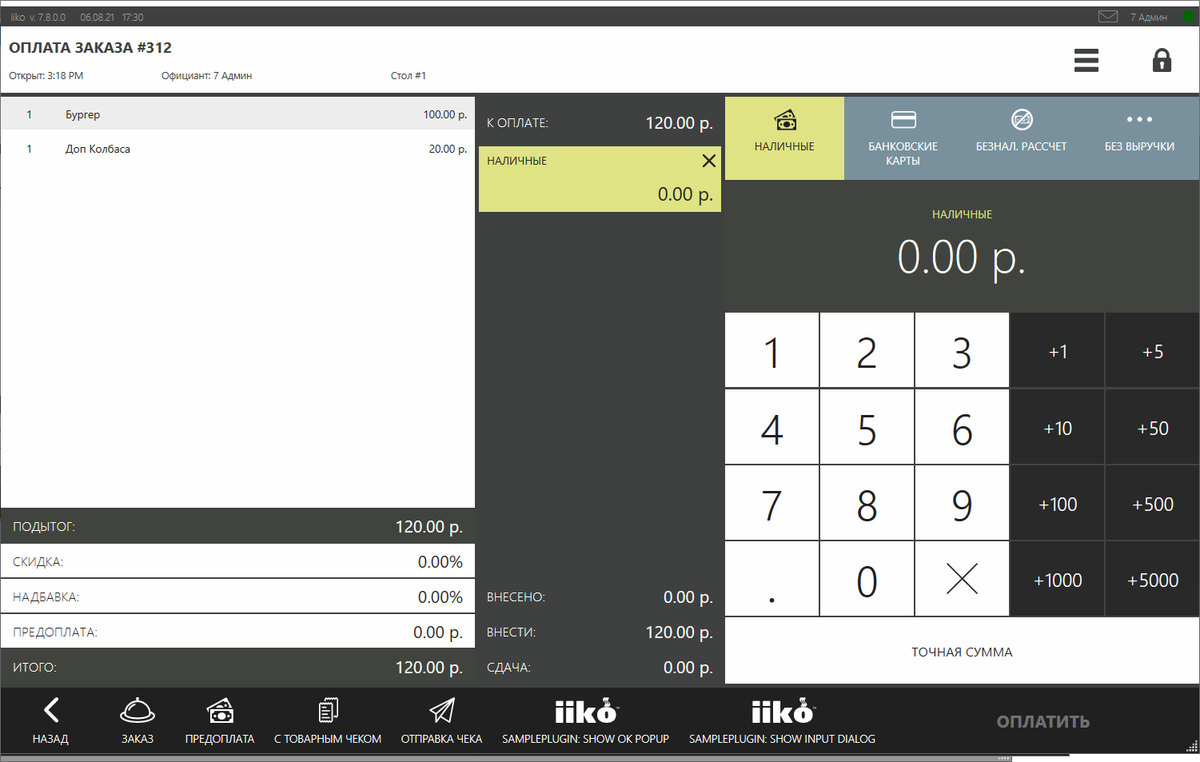 iiko v. 7.8.0.0 06.08.21 17:30
7 Админ
ОПЛАТА ЗАКАЗА #312
Открыт: 3:18 PM Официант: 7 Админ Стол #1
1 Бургер 100.00 р.
1 Доп Колбаса 20.00 р.
ПОДЫТОГ: 120.00 р.
СКИДКА: 0.00%
НАДБАВКА: 0.00%
ПРЕДОПЛАТА: 0.00 р.
ИТОГО: 120.00 р.
К ОПЛАТЕ: 120.00 р.
НАЛИЧНЫЕ
0.00 р.
ВНЕСЕНО: 0.00 р.
ВНЕСТИ: 120.00 р.
СДАЧА: 0.00 р.
НАЛИЧНЫЕ
БАНКОВСКИЕ
КАРТЫ
БЕЗНАЛ. РАССЧЕТ
БЕЗ ВЫРУЧКИ
НАЛИЧНЫЕ
0.00 р.
1 2 3 +1 +5
4 5 6 +10 +50
7 8 9 +100 +500
. 0 +1000 +5000
ТОЧНАЯ СУММА
iiko iiko
НАЗАД ЗАКАЗ ПРЕДОПЛАТА С ТОВАРНЫМ ЧЕКОМ ОТПРАВКА ЧЕКА SAMPLEPLUGIN: SHOW OK POPUP SAMPLEPLUGIN: SHOW INPUT DIALOG
ОПЛАТИТЬ